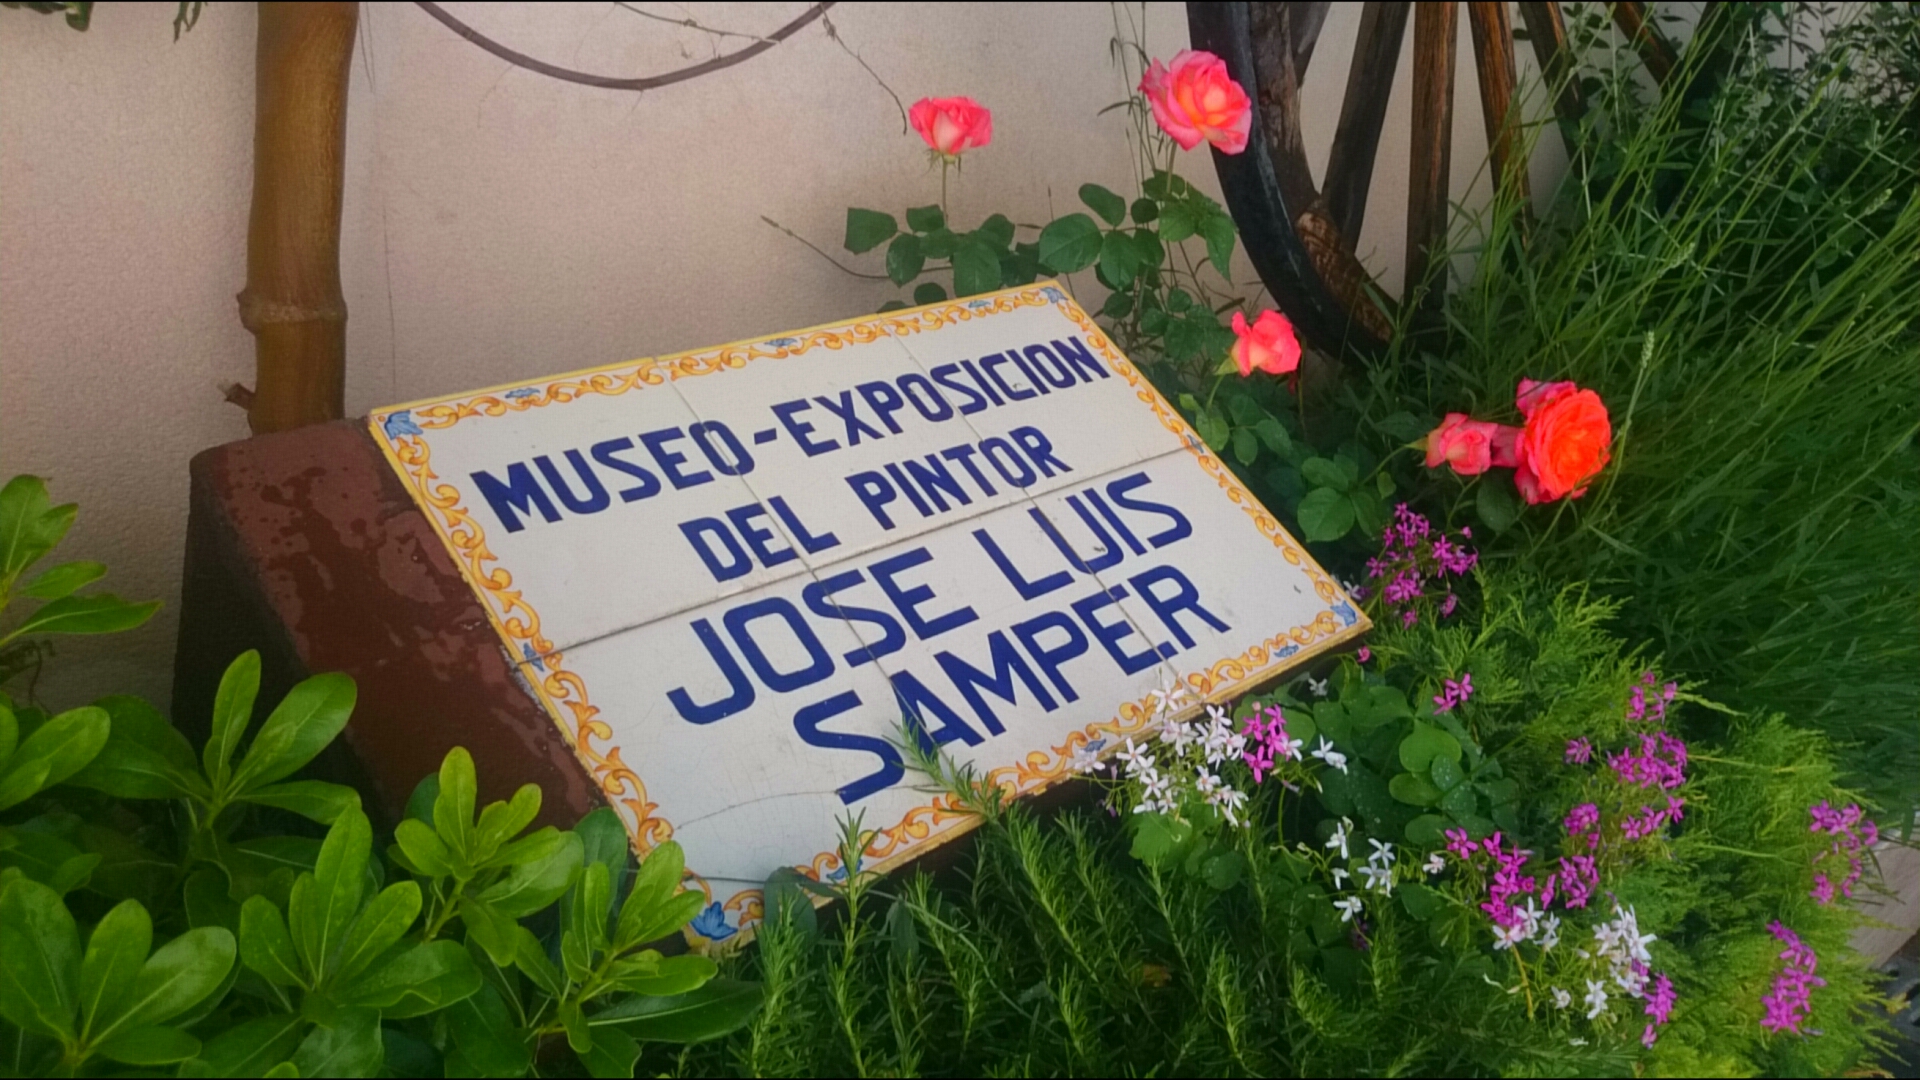 MUSEO-EXPOSICION
DEL PINTOR
JOSE LUIS
SAMPER